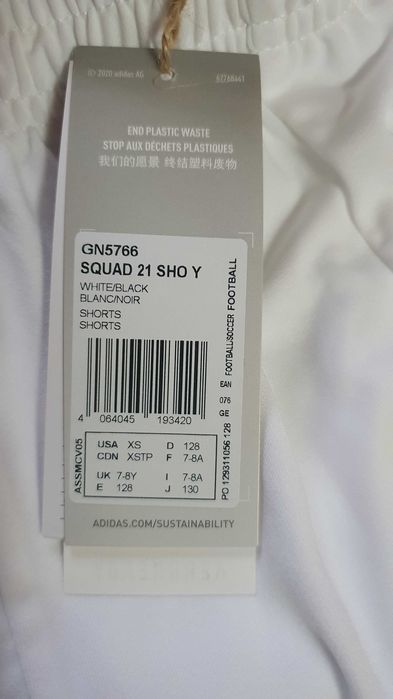 © 2020 adidas AG 62768441
END PLASTIC WASTE
STOP AUX DÉCHETS PLASTIQUES
我们的愿景 终结塑料废物
GN5766
SQUAD 21 SHO Y
WHITE/BLACK
BLANC/NOIR
SHORTS
SHORTS
4 064045 193420
FOOTBALL/SOCCER FOOTBALL
EAN
076
GE
PO 129311056 128
ASSMCV05
USA XS D 128
CDN XSTP F 7-8A
UK 7-8Y I 7-8A
E 128 J 130
ADIDAS.COM/SUSTAINABILITY